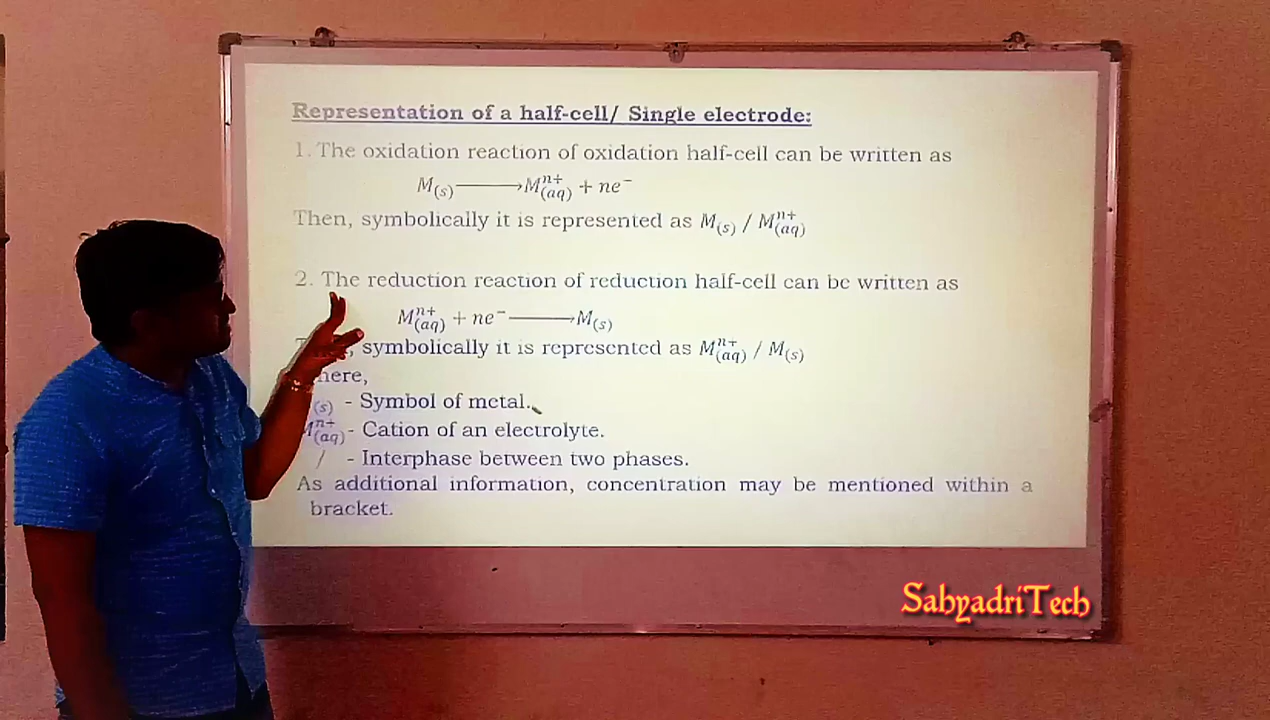 Representation of a half-cell/ Single electrode:
1. The oxidation reaction of oxidation half-cell can be written as
M(s) ⟶ M^{n+}_{(aq)} + ne⁻
Then, symbolically it is represented as M(s) / M^{n+}_{(aq)}
2. The reduction reaction of reduction half-cell can be written as
M^{n+}_{(aq)} + ne⁻ ⟶ M(s)
symbolically it is represented as M^{n+}_{(aq)} / M(s)
here,
(s) - Symbol of metal.
M^{n+}_{(aq)} - Cation of an electrolyte.
/ - Interphase between two phases.
As additional information, concentration may be mentioned within a
bracket.
SahyadriTech